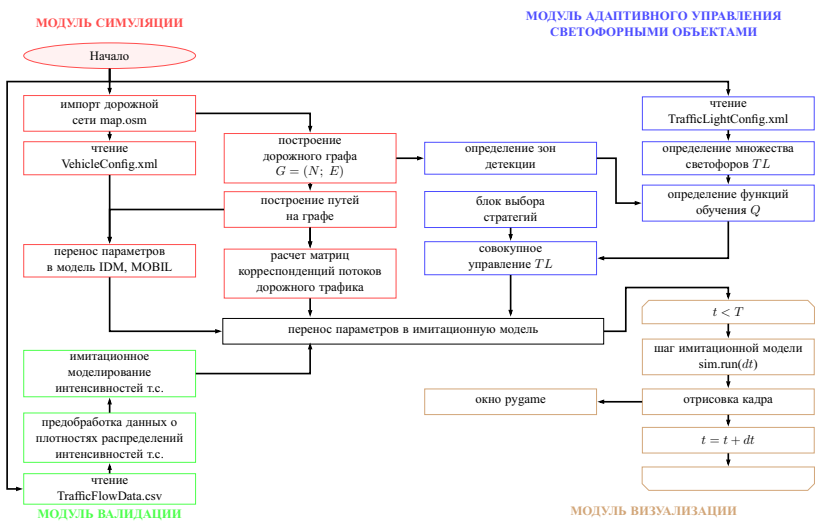 МОДУЛЬ СИМУЛЯЦИИ
МОДУЛЬ АДАПТИВНОГО УПРАВЛЕНИЯ
СВЕТОФОРНЫМИ ОБЪЕКТАМИ
Начало
импорт дорожной
сети map.osm
чтение
VehicleConfig.xml
построение
дорожного графа
G = (N; E)
построение путей
на графе
перенос параметров
в модель IDM, MOBIL
расчет матриц
корреспонденций потоков
дорожного трафика
определение зон
детекции
блок выбора
стратегий
совокупное
управление TL
чтение
TrafficLightConfig.xml
определение множества
светофоров TL
определение функций
обучения Q
перенос параметров в имитационную модель
t < T
шаг имитационной модели
sim.run(dt)
окно pygame
отрисовка кадра
t = t + dt
имитационное
моделирование
интенсивностей т.с.
предобработка данных о
плотностях распределений
интенсивностей т.с.
чтение
TrafficFlowData.csv
МОДУЛЬ ВАЛИДАЦИИ
МОДУЛЬ ВИЗУАЛИЗАЦИИ